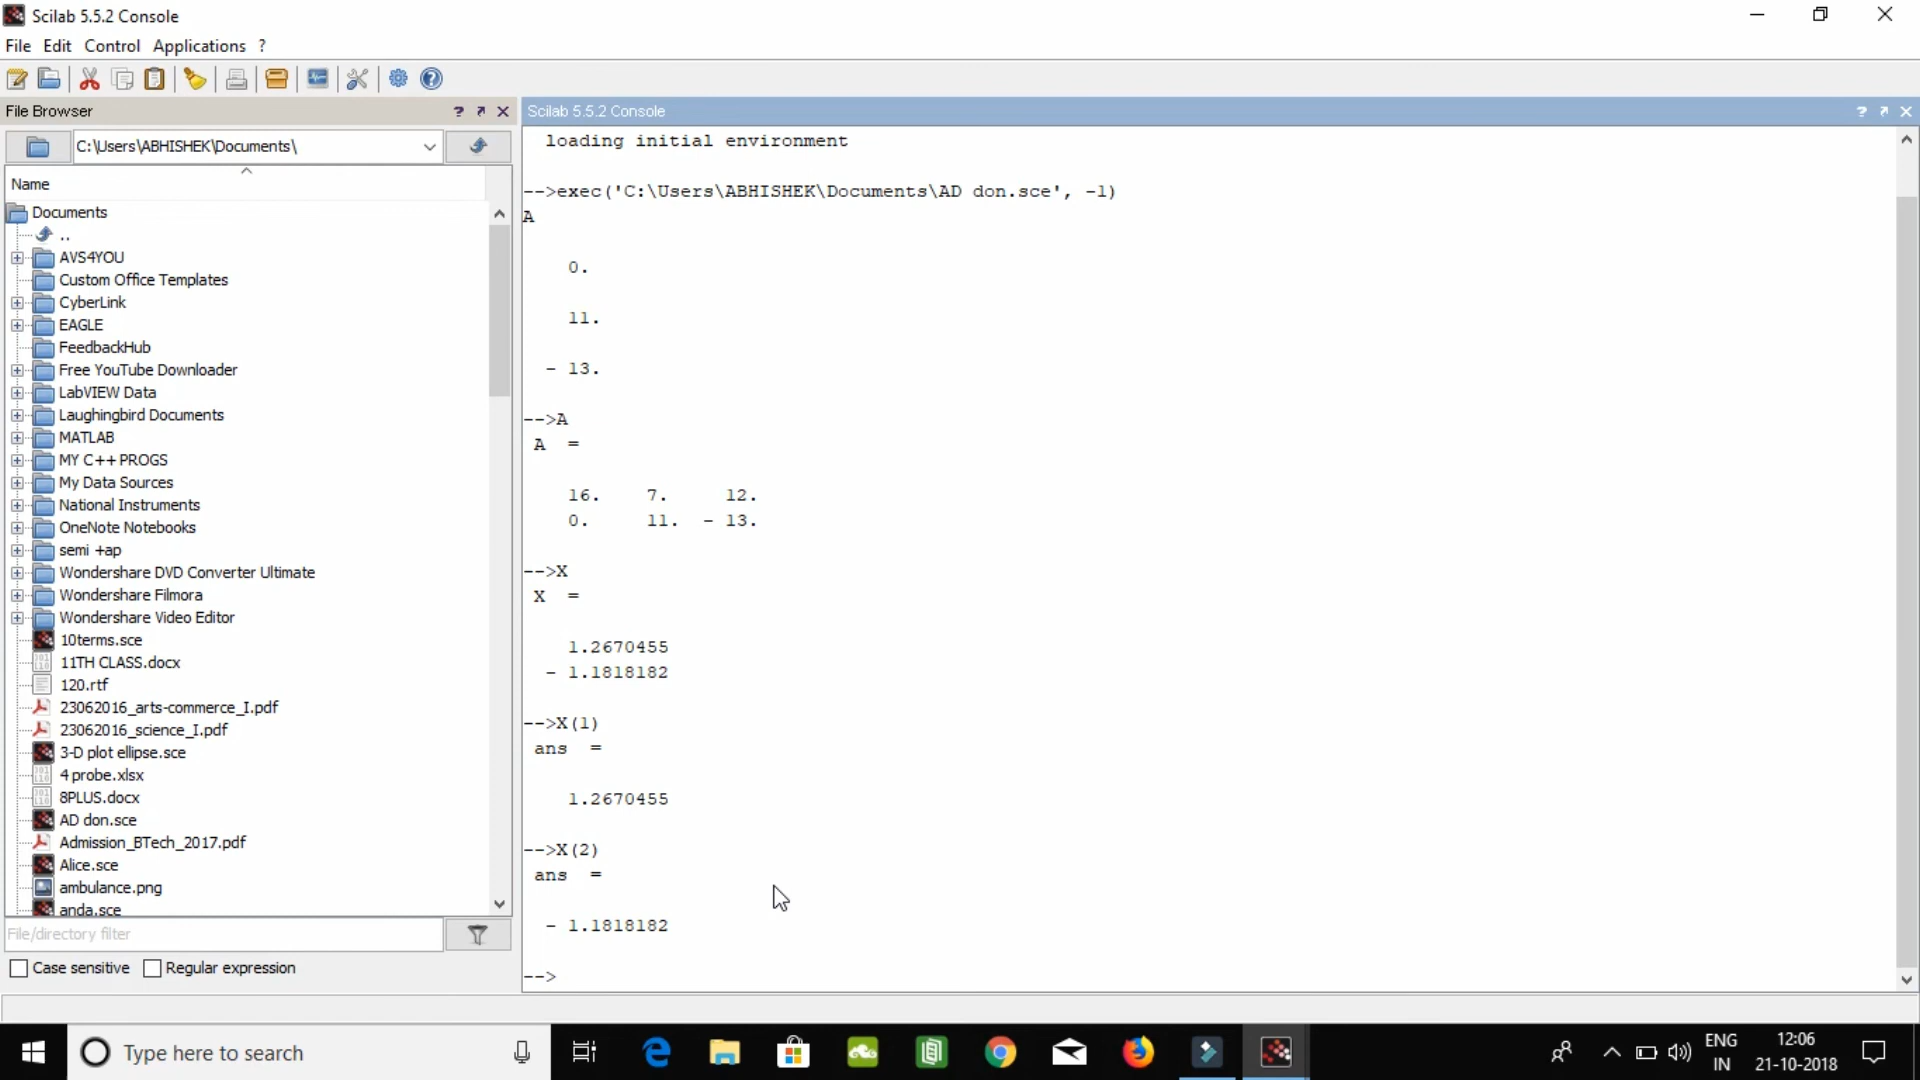 Scilab 5.5.2 Console
File Edit Control Applications ?
File Browser
? 
Scilab 5.5.2 Console
?
C:\Users\ABHISHEK\Documents\
Name
Documents
..
AVS4YOU
Custom Office Templates
CyberLink
EAGLE
FeedbackHub
Free YouTube Downloader
LabVIEW Data
Laughingbird Documents
MATLAB
MY C++ PROGS
My Data Sources
National Instruments
OneNote Notebooks
semi +ap
Wondershare DVD Converter Ultimate
Wondershare Filmora
Wondershare Video Editor
10terms.sce
11TH CLASS.docx
120.rtf
23062016_arts-commerce_I.pdf
23062016_science_I.pdf
3-D plot ellipse.sce
4 probe.xlsx
8PLUS.docx
AD don.sce
Admission_BTech_2017.pdf
Alice.sce
ambulance.png
anda.sce
File/directory filter
Case sensitive Regular expression
loading initial environment
-->exec('C:\Users\ABHISHEK\Documents\AD don.sce', -1)
A
0.
11.
- 13.
-->A
A =
16. 7. 12.
0. 11. - 13.
-->X
X =
1.2670455
- 1.1818182
-->X(1)
ans =
1.2670455
-->X(2)
ans =
- 1.1818182
-->
Type here to search
ENG
IN
12:06
21-10-2018